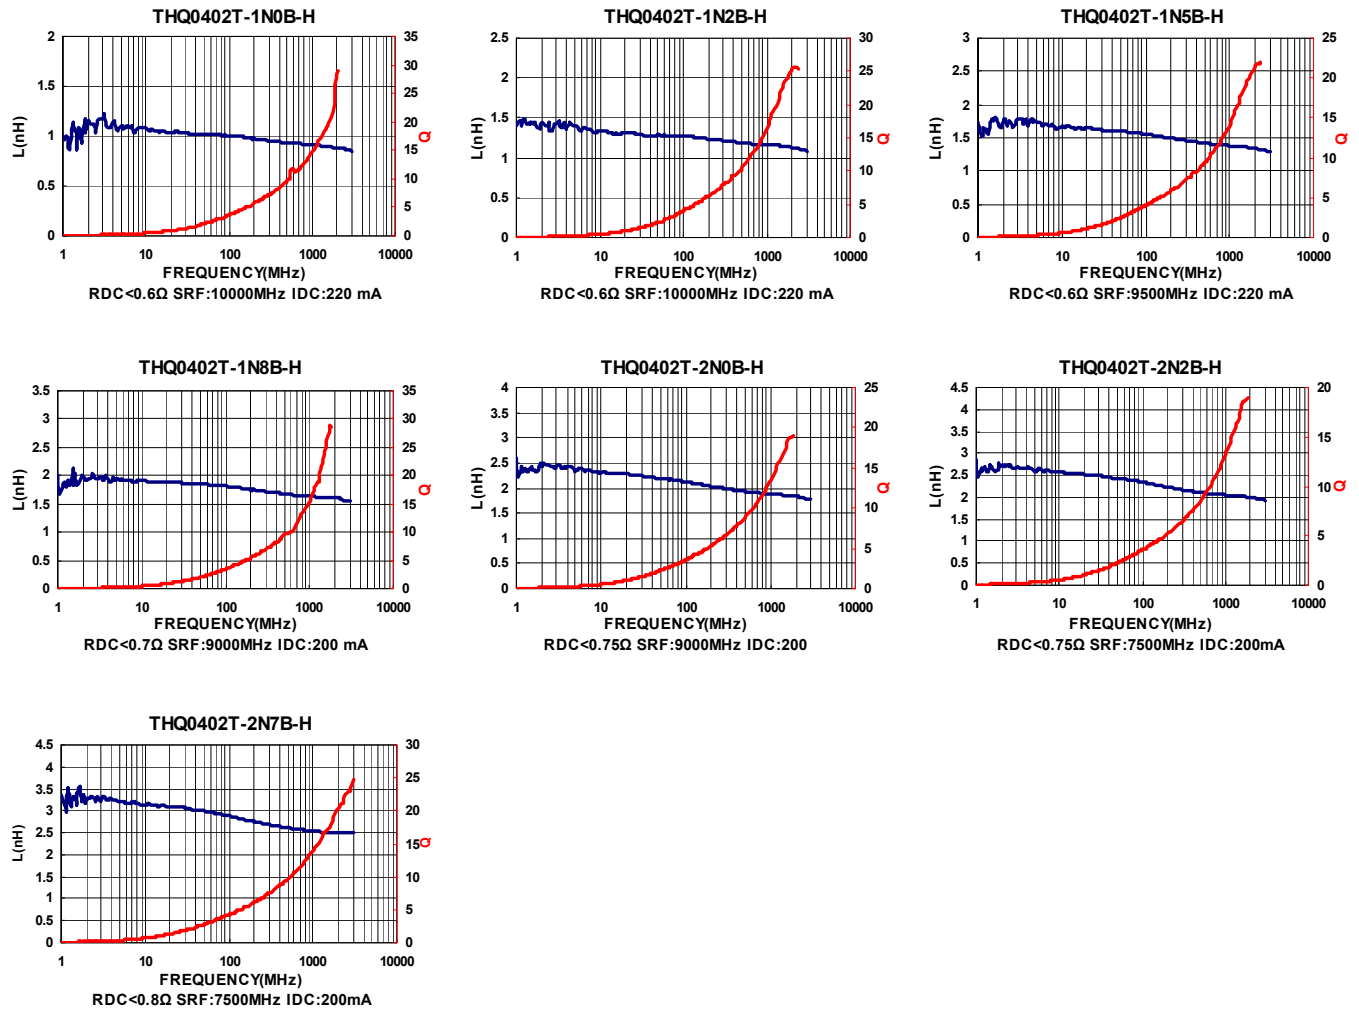 THQ0402T-1N0B-H
2
1.5
1
0.5
0
L(nH)
35
30
25
20
15
10
5
0
Q
1 10 100 1000 10000
FREQUENCY(MHz)
RDC<0.6Ω SRF:10000MHz IDC:220 mA
THQ0402T-1N2B-H
2.5
2
1.5
1
0.5
0
L(nH)
30
25
20
15
10
5
0
Q
1 10 100 1000 10000
FREQUENCY(MHz)
RDC<0.6Ω SRF:10000MHz IDC:220 mA
THQ0402T-1N5B-H
3
2.5
2
1.5
1
0.5
0
L(nH)
25
20
15
10
5
0
Q
1 10 100 1000 10000
FREQUENCY(MHz)
RDC<0.6Ω SRF:9500MHz IDC:220 mA
THQ0402T-1N8B-H
3.5
3
2.5
2
1.5
1
0.5
0
L(nH)
35
30
25
20
15
10
5
0
Q
1 10 100 1000 10000
FREQUENCY(MHz)
RDC<0.7Ω SRF:9000MHz IDC:200 mA
THQ0402T-2N0B-H
4
3.5
3
2.5
2
1.5
1
0.5
0
L(nH)
25
20
15
10
5
0
Q
1 10 100 1000 10000
FREQUENCY(MHz)
RDC<0.75Ω SRF:9000MHz IDC:200
THQ0402T-2N2B-H
4.5
4
3.5
3
2.5
2
1.5
1
0.5
0
L(nH)
20
15
10
5
0
Q
1 10 100 1000 10000
FREQUENCY(MHz)
RDC<0.75Ω SRF:7500MHz IDC:200mA
THQ0402T-2N7B-H
4.5
4
3.5
3
2.5
2
1.5
1
0.5
0
L(nH)
30
25
20
15
10
5
0
Q
1 10 100 1000 10000
FREQUENCY(MHz)
RDC<0.8Ω SRF:7500MHz IDC:200mA